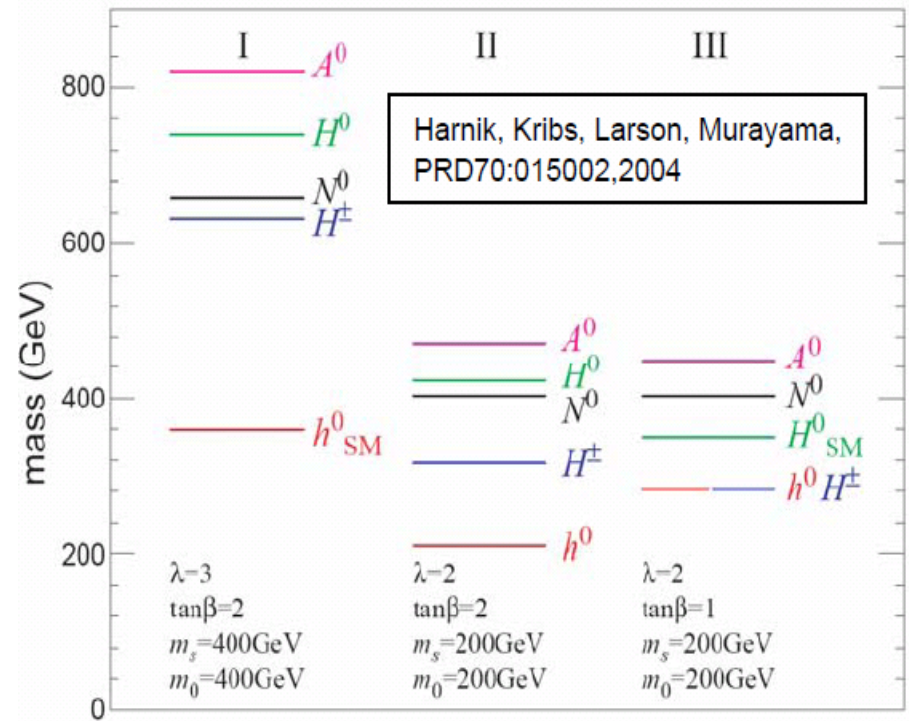 I II III
800
600
400
200
0
mass (GeV)
Harnik, Kribs, Larson, Murayama,
PRD70:015002,2004
A⁰
H⁰
N⁰
H±
h⁰SM
λ=3
tanβ=2
mₛ=400GeV
m₀=400GeV
A⁰
H⁰
N⁰
H±
h⁰
λ=2
tanβ=2
mₛ=200GeV
m₀=200GeV
A⁰
N⁰
H⁰SM
h⁰ H±
λ=2
tanβ=1
mₛ=200GeV
m₀=200GeV